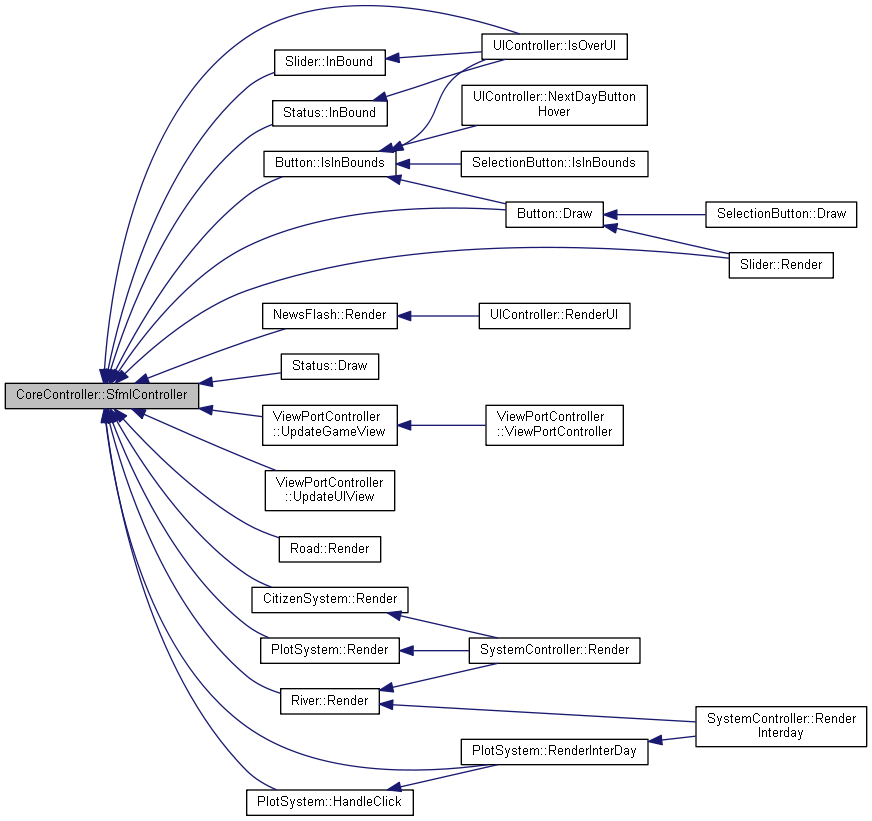 UIController::IsOverUI
Slider::InBound
UIController::NextDayButton
Hover
Status::InBound
Button::IsInBounds
SelectionButton::IsInBounds
Button::Draw
SelectionButton::Draw
Slider::Render
NewsFlash::Render
UIController::RenderUI
Status::Draw
CoreController::SfmlController
ViewPortController
::UpdateGameView
ViewPortController
::ViewPortController
ViewPortController
::UpdateUIView
Road::Render
CitizenSystem::Render
PlotSystem::Render
SystemController::Render
River::Render
SystemController::Render
Interday
PlotSystem::RenderInterDay
PlotSystem::HandleClick